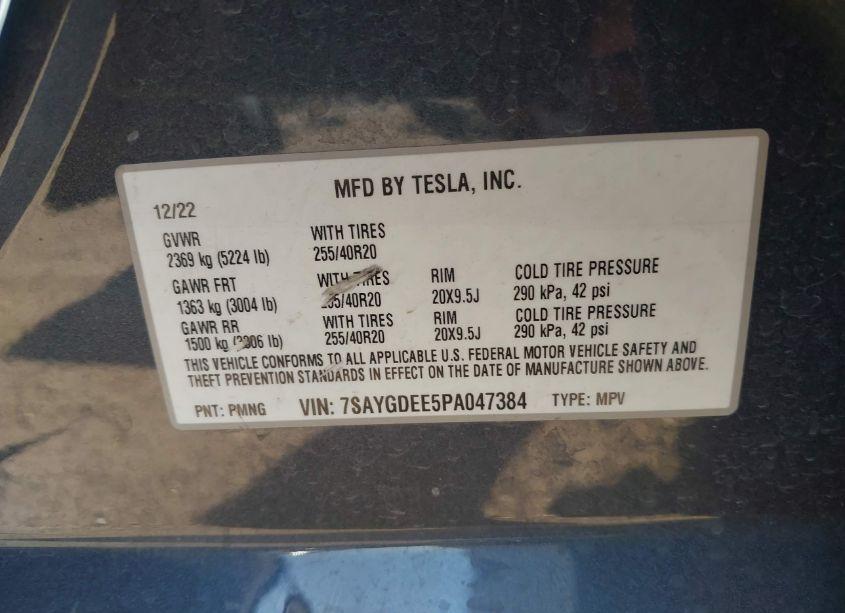 MFD BY TESLA, INC.
12/22
GVWR WITH TIRES
2369 kg (5224 lb) 255/40R20
GAWR FRT WITH TIRES RIM COLD TIRE PRESSURE
1363 kg (3004 lb) 20X9.5J 290 kPa, 42 psi
GAWR RR WITH TIRES RIM COLD TIRE PRESSURE
1500 kg 255/40R20 20X9.5J 290 kPa, 42 psi
THIS VEHICLE CONFORMS TO ALL APPLICABLE U.S. FEDERAL MOTOR VEHICLE SAFETY AND
THEFT PREVENTION STANDARDS IN EFFECT ON THE DATE OF MANUFACTURE SHOWN ABOVE.
PNT: PMNG VIN: 7SAYGDEE5PA047384 TYPE: MPV